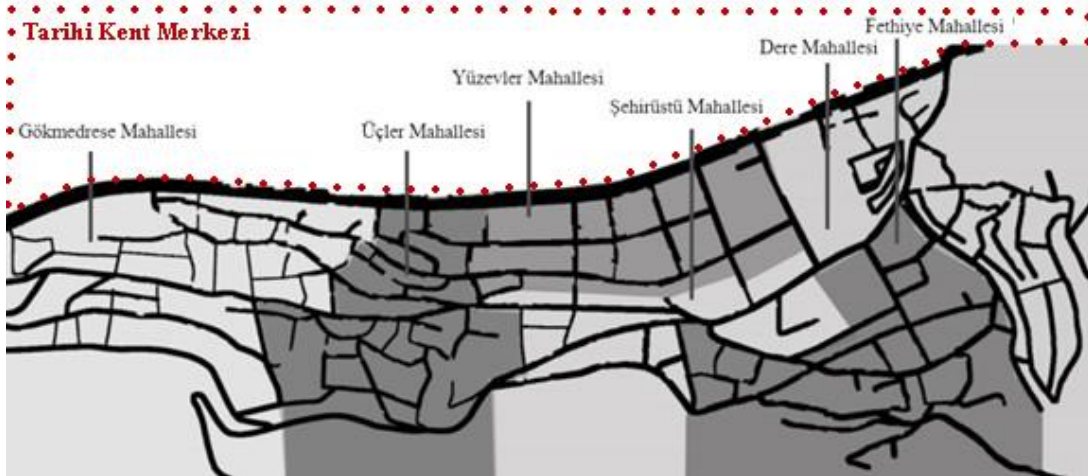 Tarihi Kent Merkezi
Fethiye Mahallesi
Dere Mahallesi
Yüzevler Mahallesi
Şehirüstü Mahallesi
Gökmedrese Mahallesi
Üçler Mahallesi